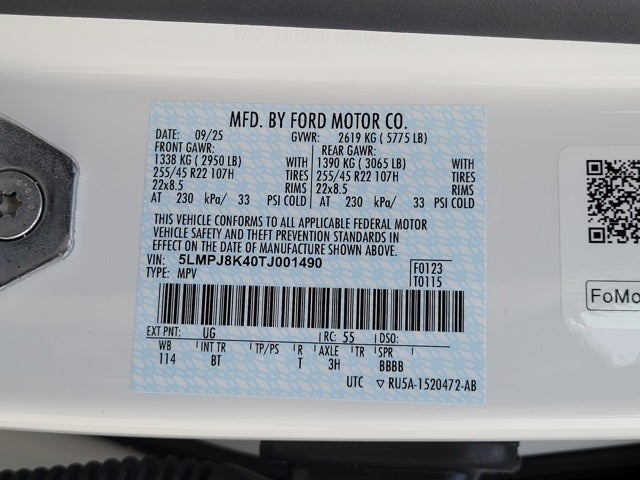 MFD. BY FORD MOTOR CO.
DATE: 09/25 GVWR: 2619 KG ( 5775 LB)
FRONT GAWR: REAR GAWR:
1338 KG ( 2950 LB) WITH 1390 KG ( 3065 LB) WITH
255/45 R22 107H TIRES 255/45 R22 107H TIRES
22x8.5 RIMS 22x8.5 RIMS
AT 230 kPa/ 33 PSI COLD AT 230 kPa/ 33 PSI COLD
THIS VEHICLE CONFORMS TO ALL APPLICABLE FEDERAL MOTOR
VEHICLE SAFETY AND THEFT PREVENTION STANDARDS IN
EFFECT ON THE DATE OF MANUFACTURE SHOWN ABOVE.
VIN: 5LMPJ8K40TJ001490 F0123
TYPE: MPV T0115
EXT PNT: UG RC: 55 DSO:
WB INT TR TP/PS R AXLE TR SPR
114 BT T 3H BBBB
UTC ▽RU5A-1520472-AB
FoMo